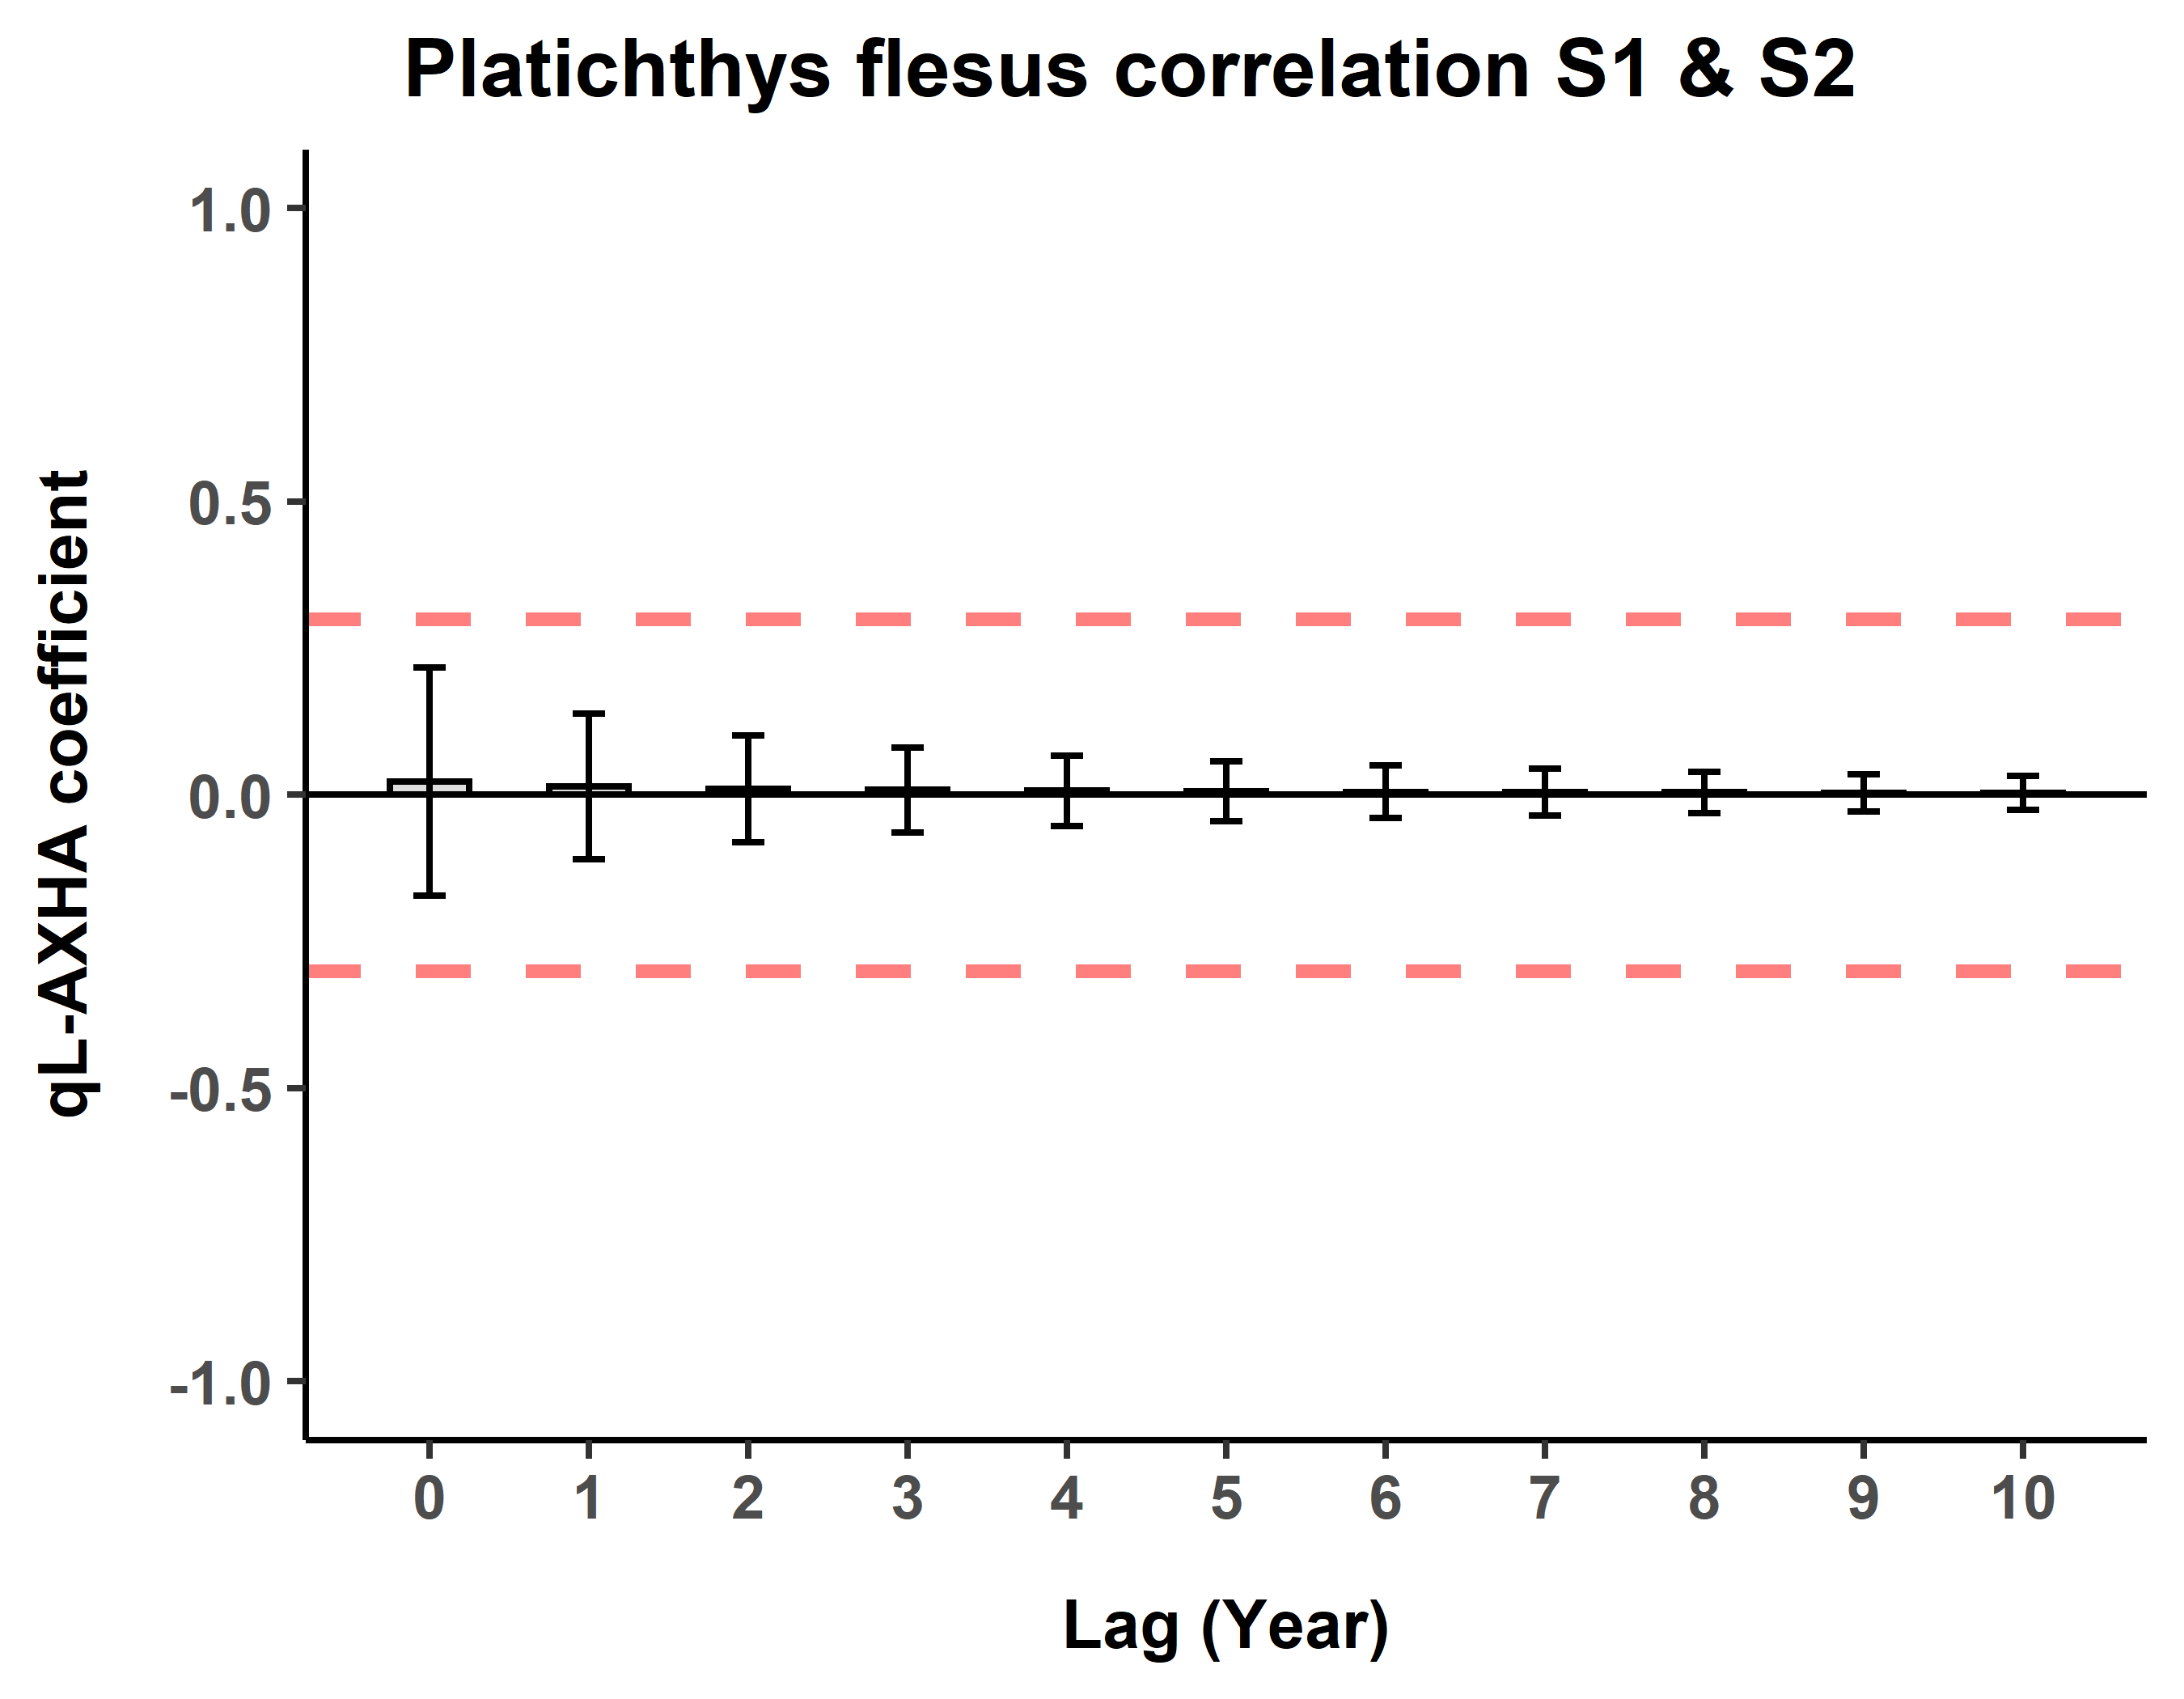 Platichthys flesus correlation S1 & S2
qL-AXHA coefficient
1.0
0.5
0.0
-0.5
-1.0
0 1 2 3 4 5 6 7 8 9 10
Lag (Year)